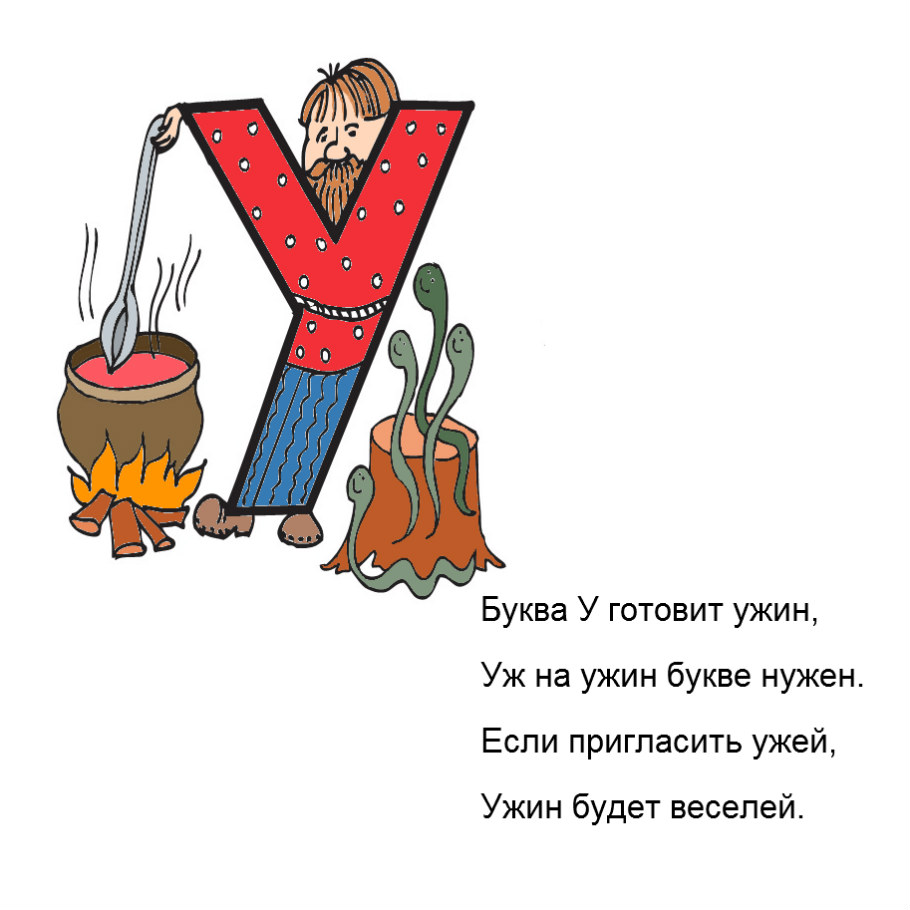 У
Буква У готовит ужин,
Уж на ужин букве нужен.
Если пригласить ужей,
Ужин будет веселей.